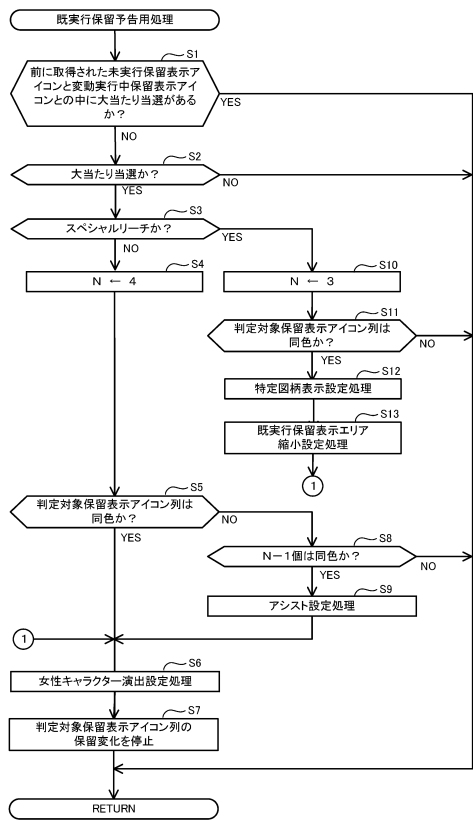 既実行保留予告用処理
S1
前に取得された未実行保留表示ア
イコンと変動実行中保留表示アイ
コンとの中に大当たり当選がある
か？
YES
NO
S2
大当たり当選か？
NO
YES
S3
スペシャルリーチか？
YES
NO
S4
N ← 4
S10
N ← 3
S11
判定対象保留表示アイコン列は
同色か？
NO
YES
S12
特定図柄表示設定処理
S13
既実行保留表示エリア
縮小設定処理
1
S5
判定対象保留表示アイコン列は
同色か？
NO
YES
S8
N－1個は同色か？
NO
YES
S9
アシスト設定処理
1
S6
女性キャラクター演出設定処理
S7
判定対象保留表示アイコン列の
保留変化を停止
RETURN